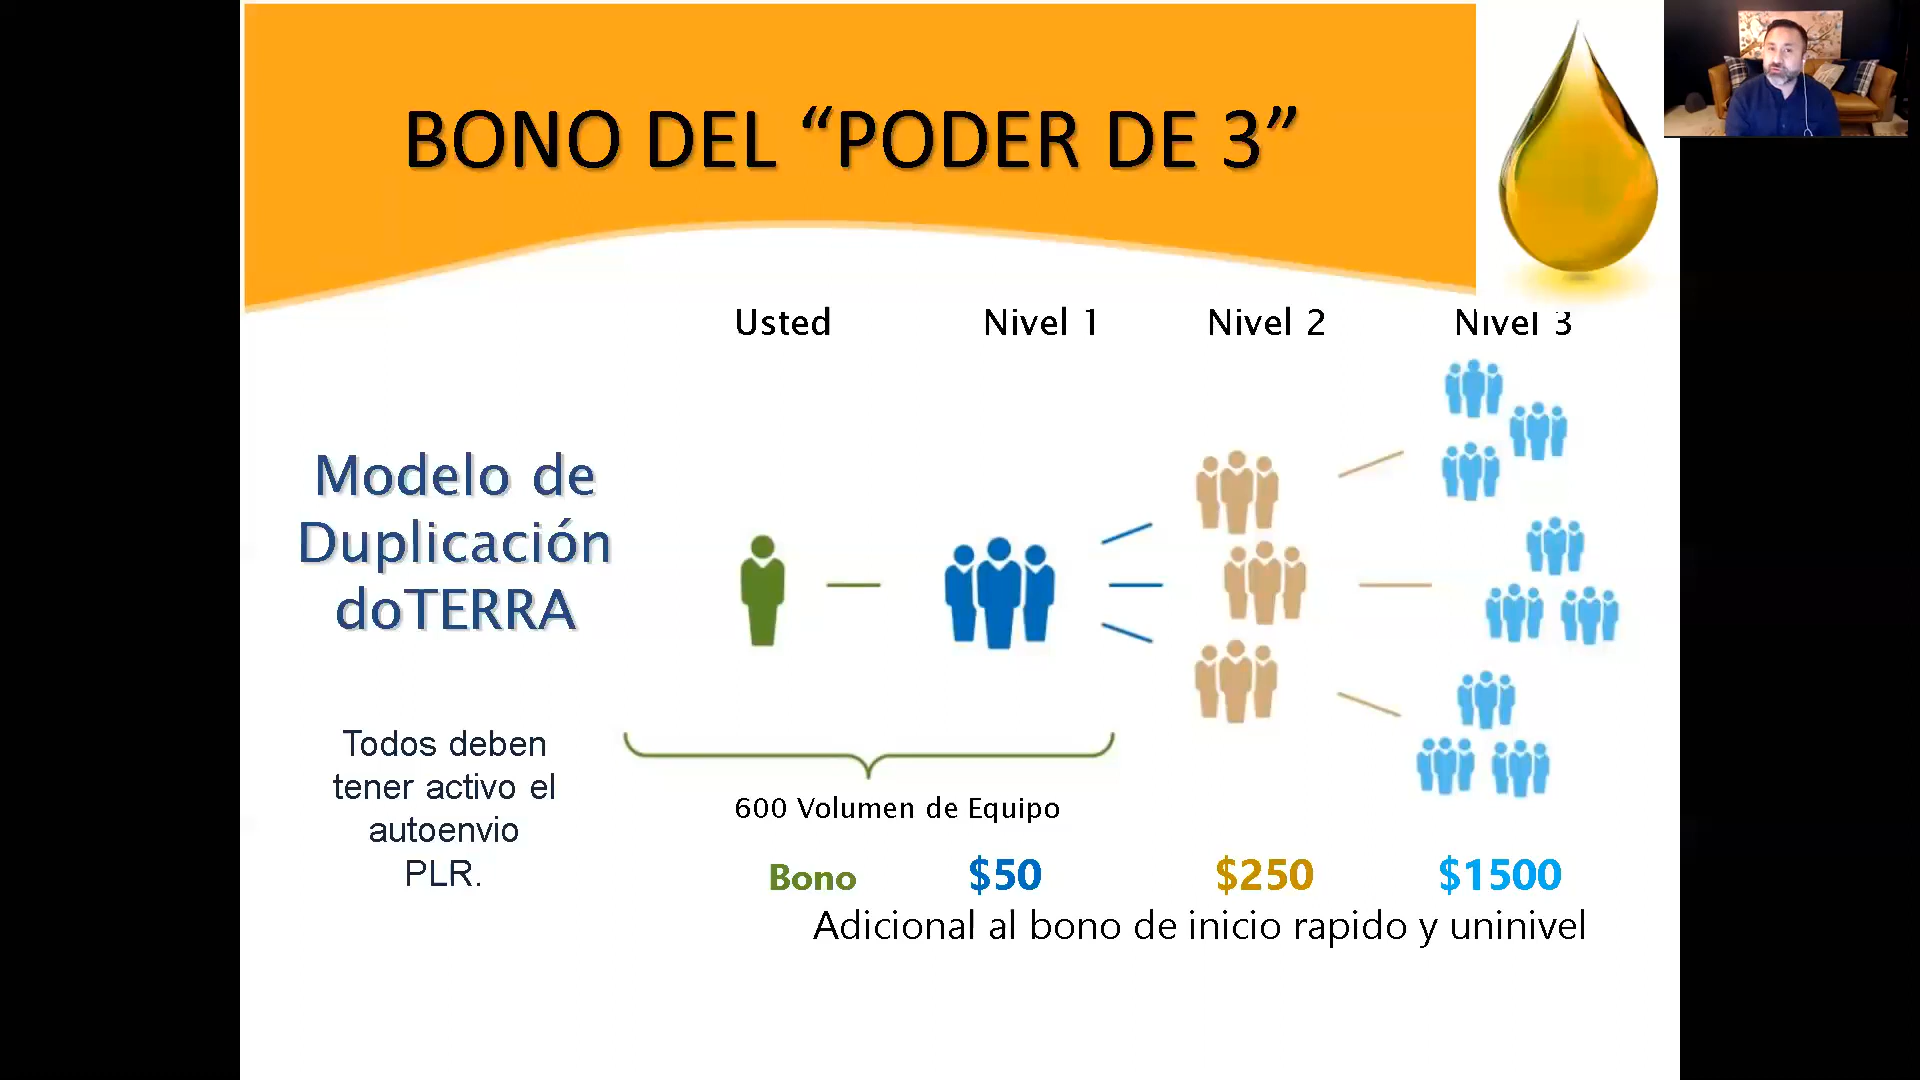 BONO DEL “PODER DE 3”
Usted Nivel 1 Nivel 2 Nivel 3
Modelo de
Duplicación
doTERRA
Todos deben
tener activo el
autoenvio
PLR.
600 Volumen de Equipo
Bono $50 $250 $1500
Adicional al bono de inicio rapido y uninivel